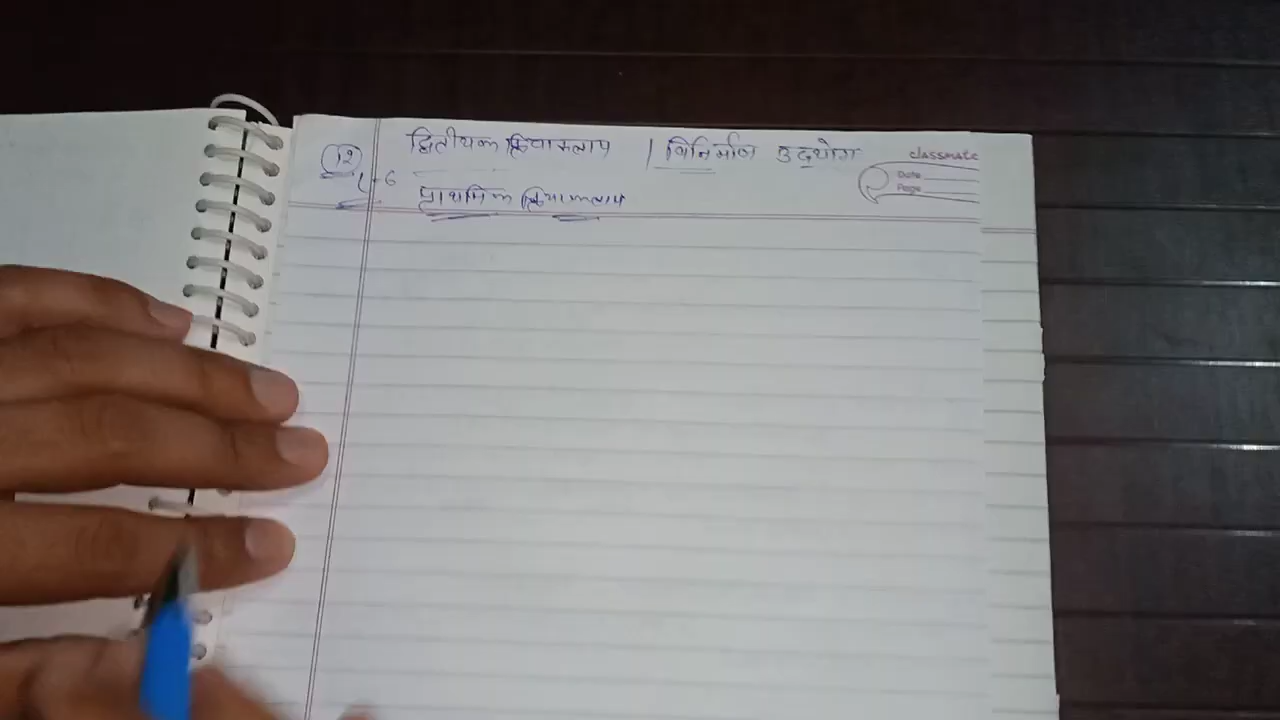 12 द्वितीयक क्रियाकलाप / विनिर्माण उद्योग
L-6 प्राथमिक क्रियाकलाप
classmate
Date
Page